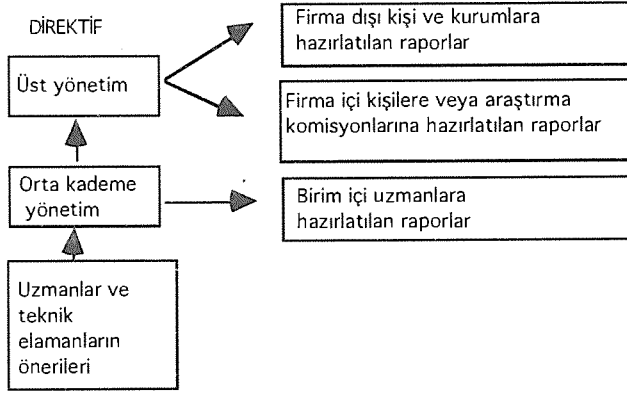 DİREKTİF
Üst yönetim
Orta kademe
yönetim
Uzmanlar ve
teknik
elamanların
önerileri
Firma dışı kişi ve kurumlara
hazırlatılan raporlar
Firma içi kişilere veya araştırma
komisyonlarına hazırlatılan raporlar
Birim içi uzmanlara
hazırlatılan raporlar